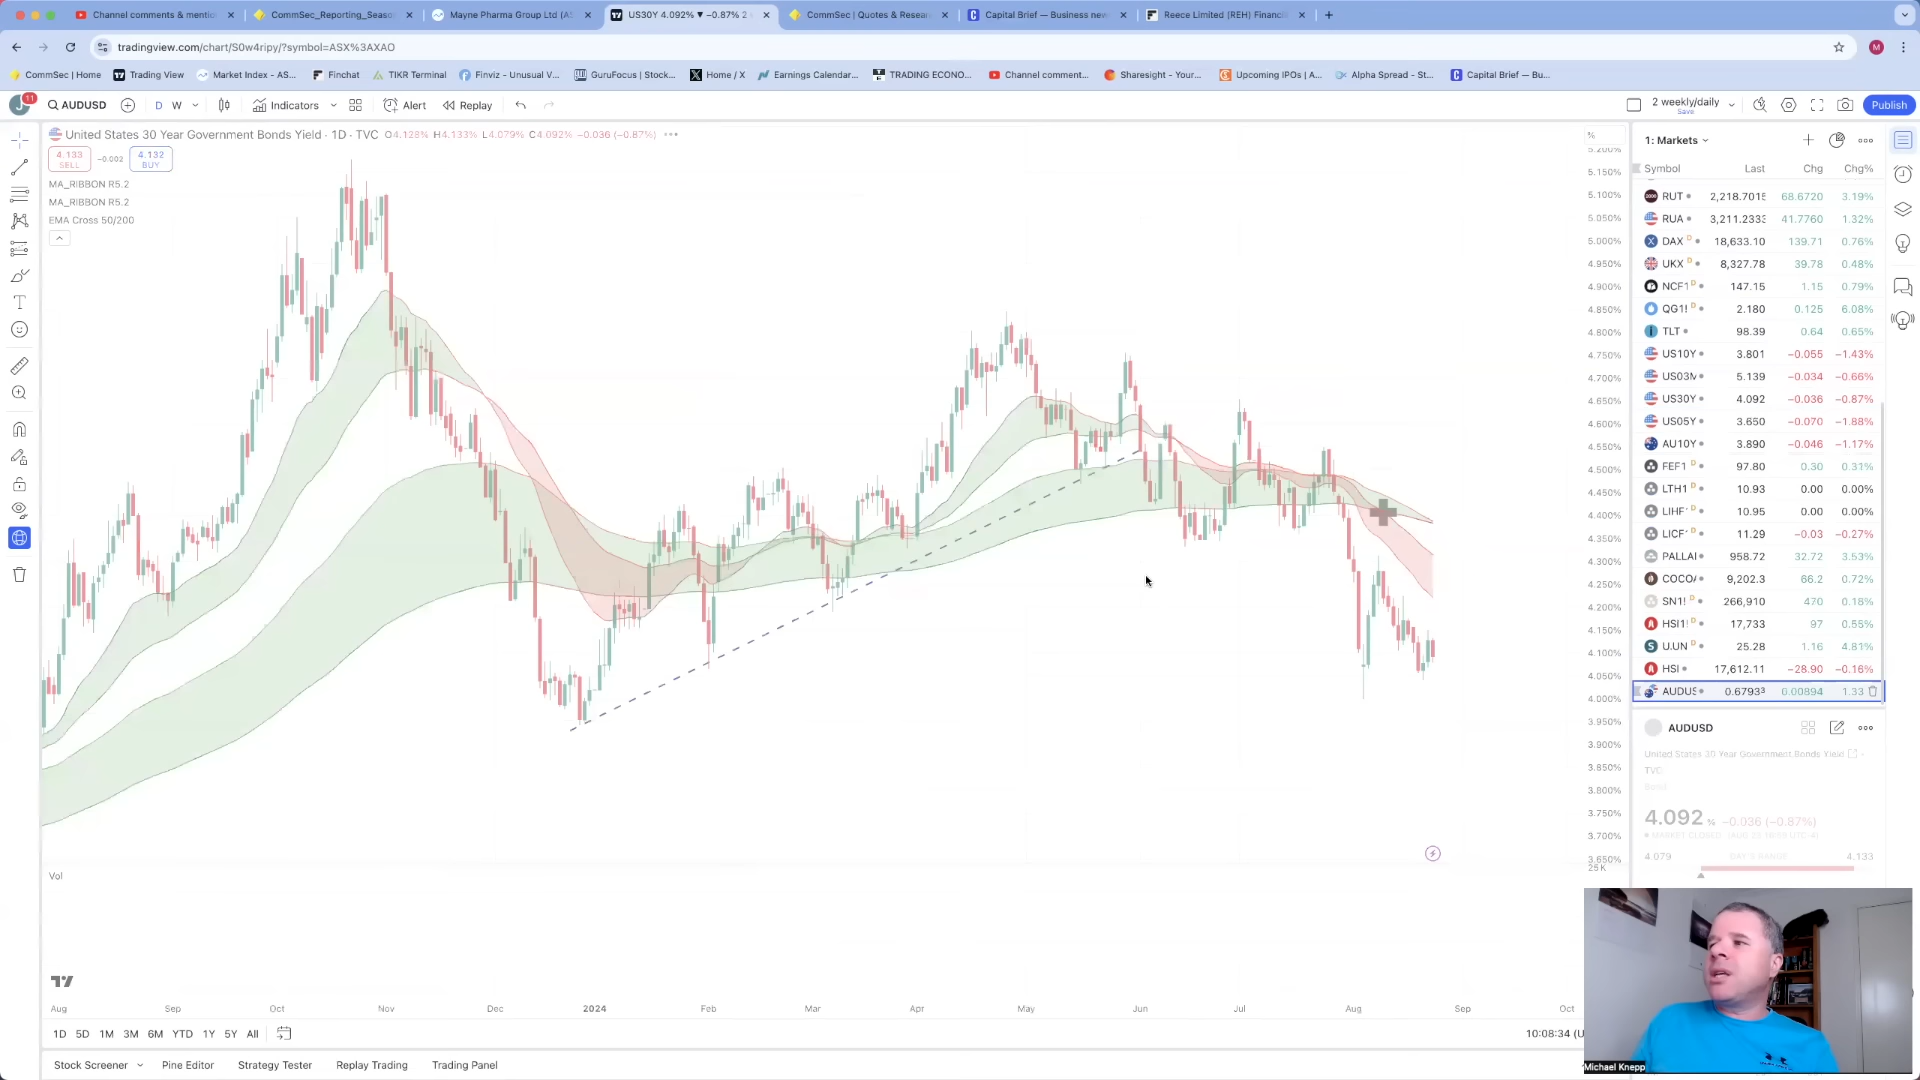 Channel comments & mentio
CommSec_Reporting_Seaso
Mayne Pharma Group Ltd (A
US30Y 4.092% ▼ −0.87% 2
CommSec | Quotes & Resear
Capital Brief — Business new
Reece Limited (REH) Financi
tradingview.com/chart/S0w4ripy/?symbol=ASX%3AXAO
CommSec | Home
Trading View
Market Index - AS...
Finchat
TIKR Terminal
Finviz - Unusual V...
GuruFocus | Stock...
Home / X
Earnings Calendar...
TRADING ECONO...
Channel comment...
Sharesight - Your...
Upcoming IPOs | A...
Alpha Spread - St...
Capital Brief — Bu...
J 11
AUDUSD
D W
Indicators
Alert
Replay
2 weekly/daily
Save
Publish
United States 30 Year Government Bonds Yield · 1D · TVC O4.128% H4.133% L4.079% C4.092% −0.036 (−0.87%)
4.133
SELL
−0.002
4.132
BUY
MA_RIBBON R5.2
MA_RIBBON R5.2
EMA Cross 50/200
%
5.200%
5.150%
5.100%
5.050%
5.000%
4.950%
4.900%
4.850%
4.800%
4.750%
4.700%
4.650%
4.600%
4.550%
4.500%
4.450%
4.400%
4.350%
4.300%
4.250%
4.200%
4.150%
4.100%
4.050%
4.000%
3.950%
3.900%
3.850%
3.800%
3.750%
3.700%
3.650%
25 K
Vol
Aug Sep Oct Nov Dec 2024 Feb Mar Apr May Jun Jul Aug Sep Oct
1D 5D 1M 3M 6M YTD 1Y 5Y All
10:08:34 (U
Stock Screener
Pine Editor
Strategy Tester
Replay Trading
Trading Panel
1: Markets
Symbol Last Chg Chg%
RUT 2,218.7015 68.6720 3.19%
RUA 3,211.2333 41.7760 1.32%
DAX D 18,633.10 139.71 0.76%
UKX D 8,327.78 39.78 0.48%
NCF1 D 147.15 1.15 0.79%
QG1! D 2.180 0.125 6.08%
TLT 98.39 0.64 0.65%
US10Y 3.801 −0.055 −1.43%
US03M 5.139 −0.034 −0.66%
US30Y 4.092 −0.036 −0.87%
US05Y 3.650 −0.070 −1.88%
AU10Y 3.890 −0.046 −1.17%
FEF1 D 97.80 0.30 0.31%
LTH1 D 10.93 0.00 0.00%
LIHF D 10.95 0.00 0.00%
LICF D 11.29 −0.03 −0.27%
PALLAI 958.72 32.72 3.53%
COCOA 9,202.3 66.2 0.72%
SN1! D 266,910 470 0.18%
HSI1! D 17,733 97 0.55%
U.UN D 25.28 1.16 4.81%
HSI 17,612.11 −28.90 −0.16%
AUDUS 0.67933 0.00894 1.33
AUDUSD
United States 30 Year Government Bonds Yield
TVC
Bond
4.092 % −0.036 (−0.87%)
4.079 DAY'S RANGE 4.133
Michael Knepp